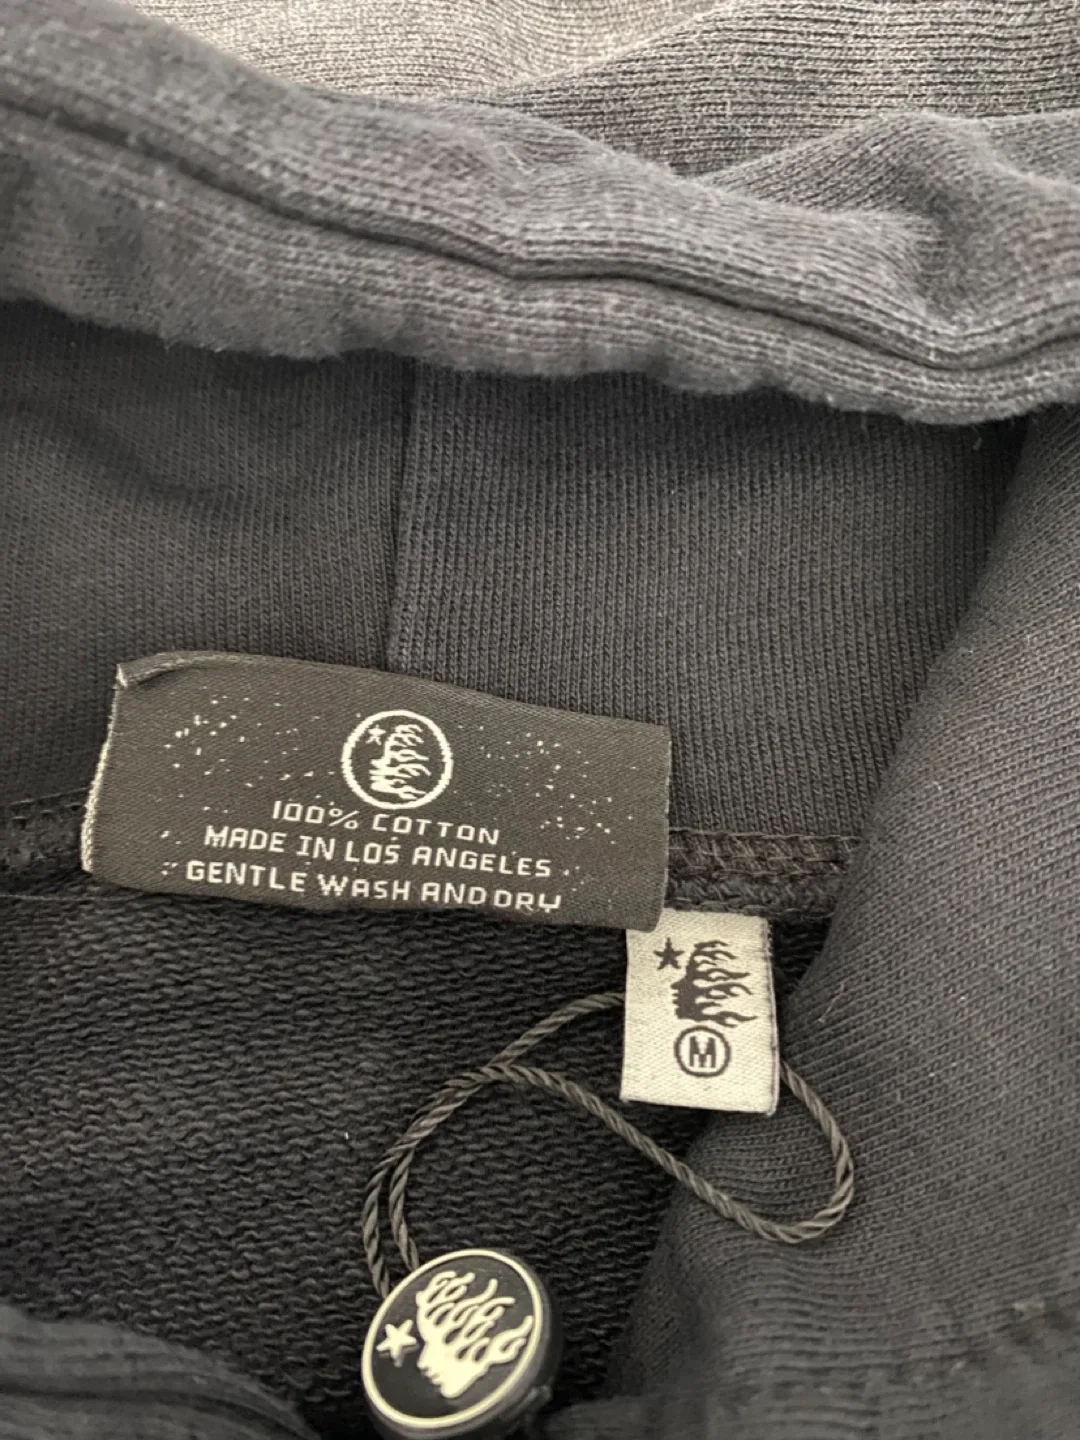 100% COTTON
MADE IN LOS ANGELES
GENTLE WASH AND DRY
M